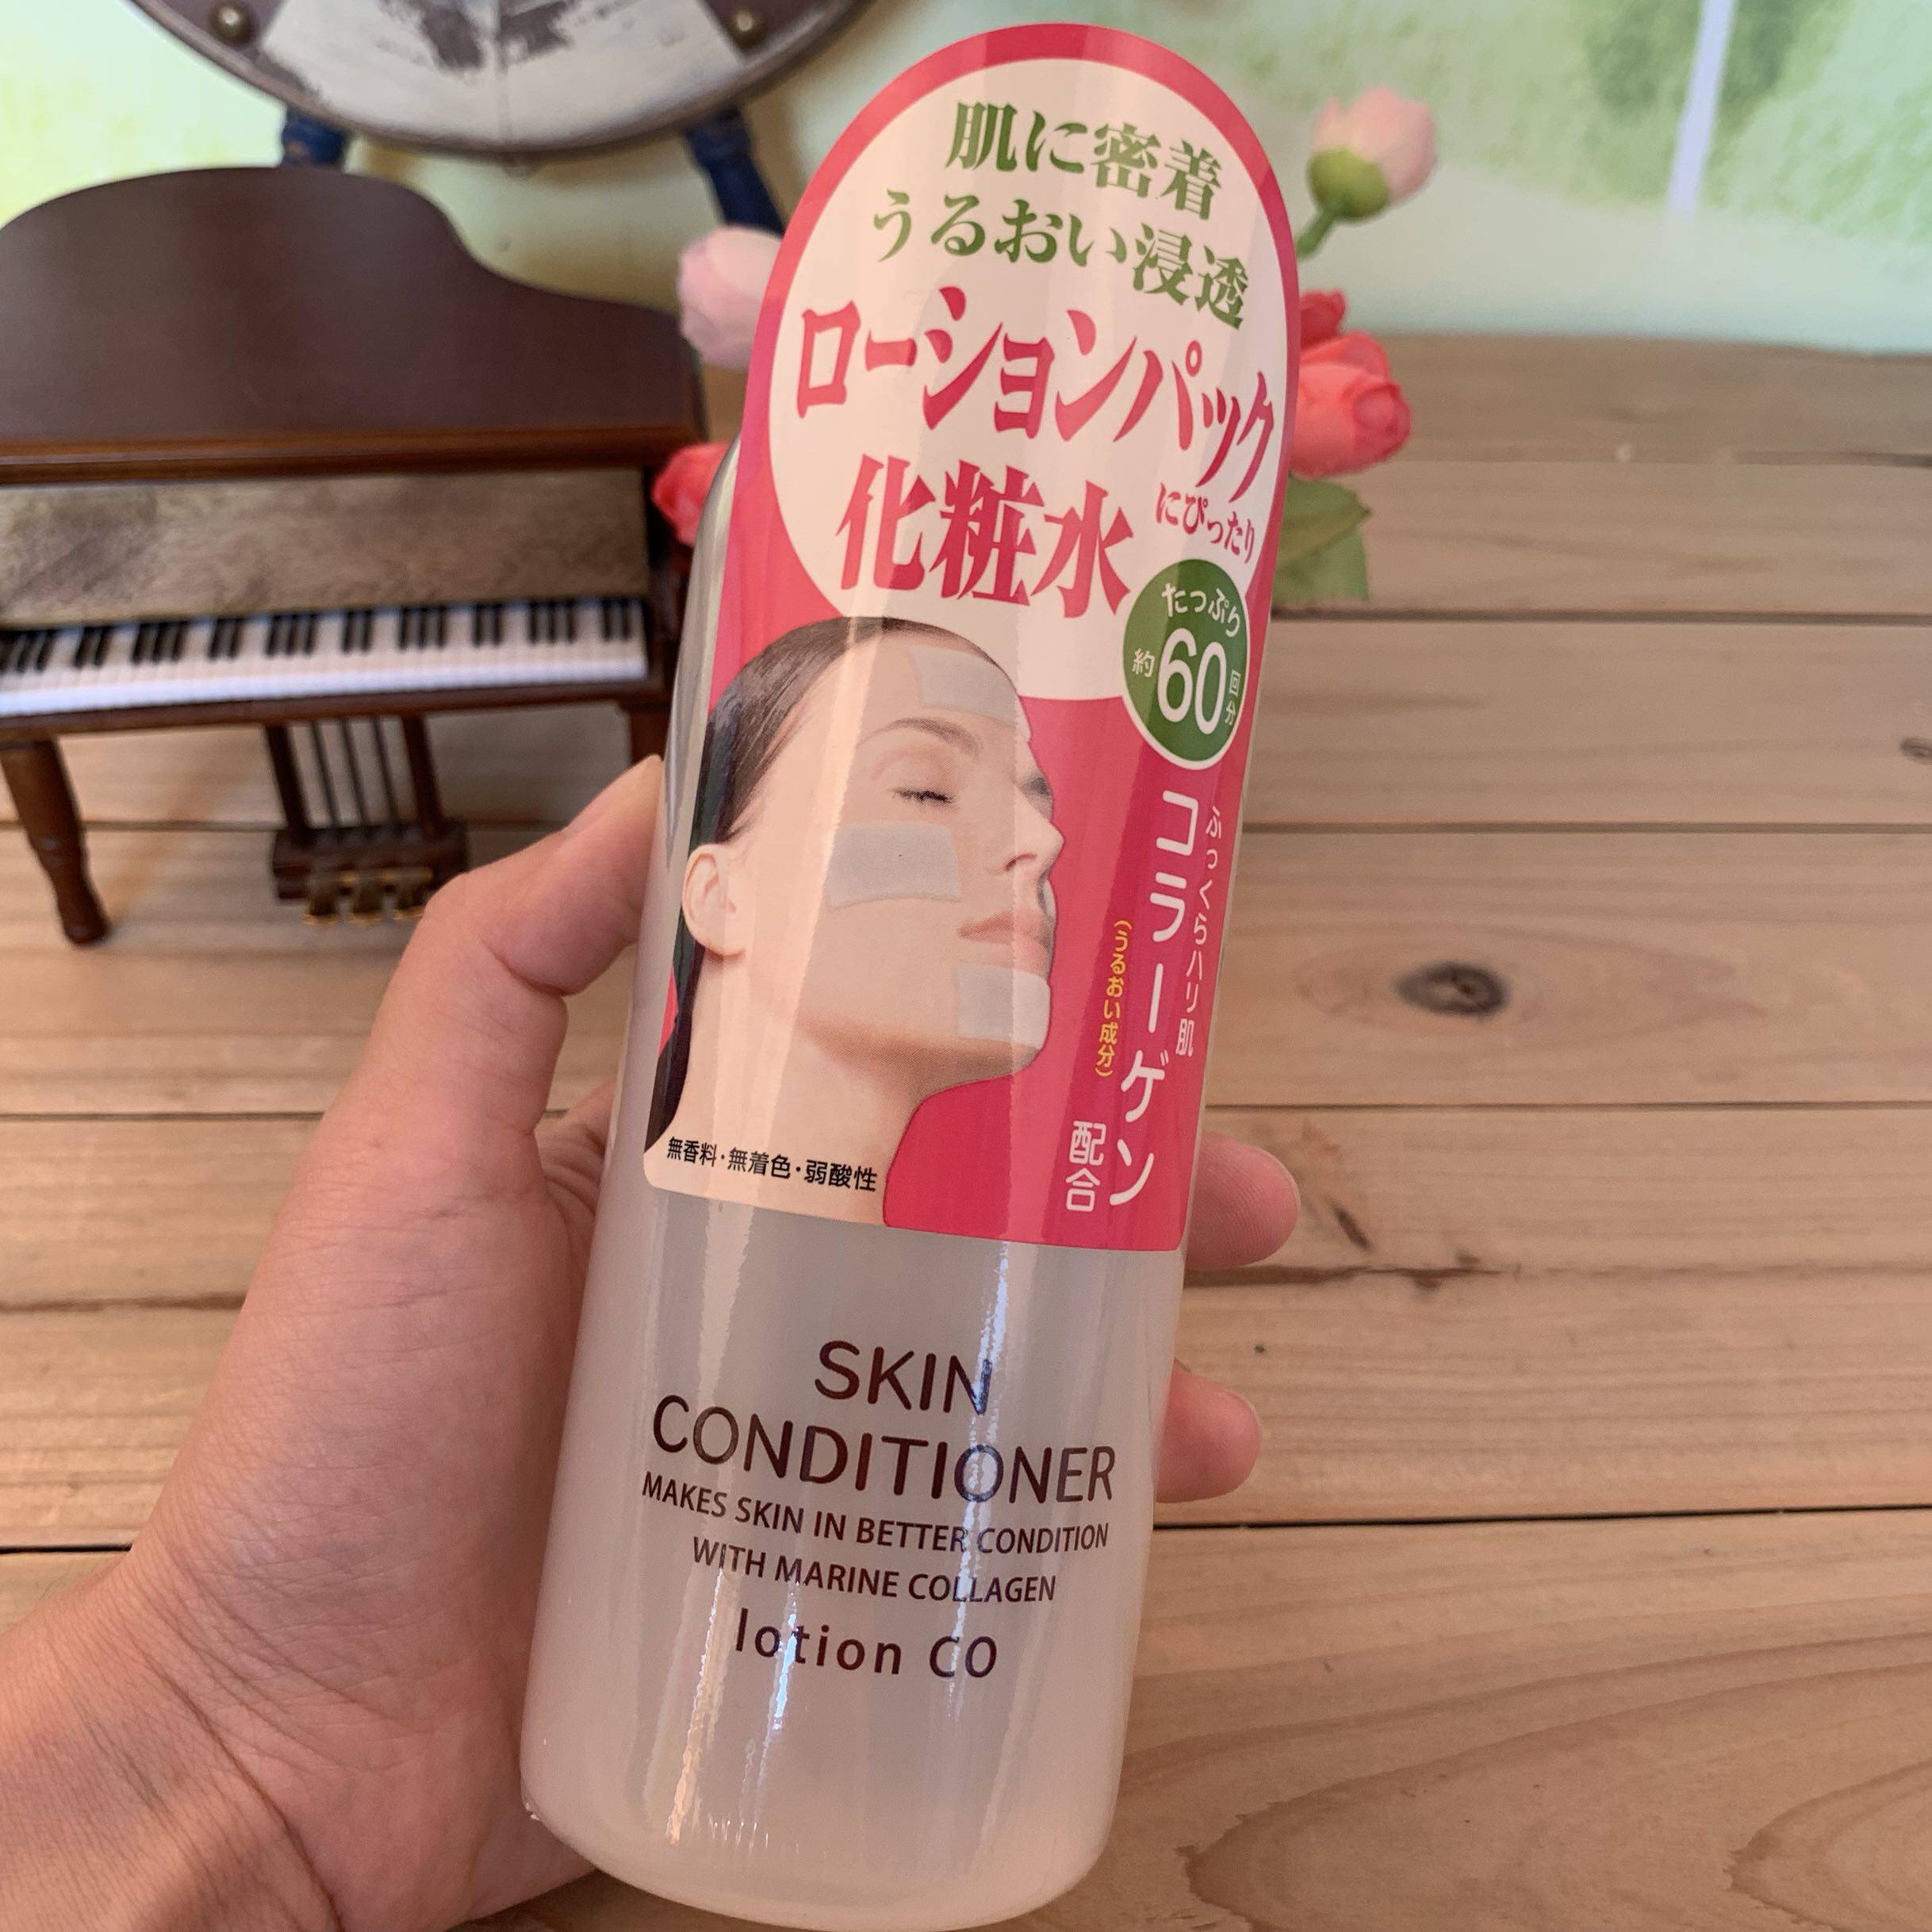 肌に密着
うるおい浸透
ローションパック
にぴったり
化粧水
たっぷり
約60回分
ふっくらハリ肌
コラーゲン
(うるおい成分)
配合
無香料・無着色・弱酸性
SKIN
CONDITIONER
MAKES SKIN IN BETTER CONDITION
WITH MARINE COLLAGEN
lotion CO